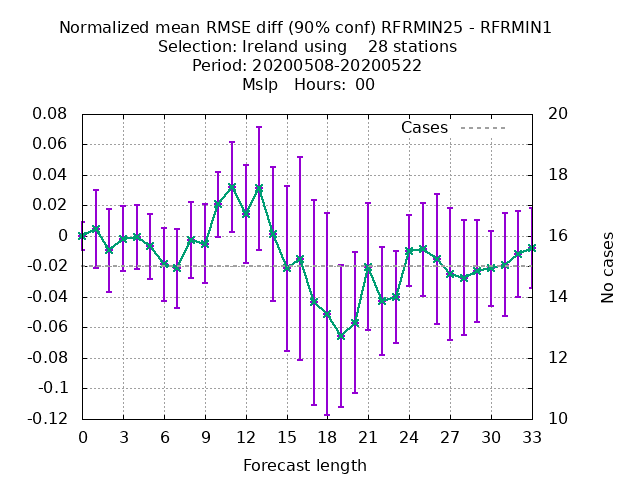 Normalized mean RMSE diff (90% conf) RFRMIN25 - RFRMIN1
Selection: Ireland using    28 stations
Period: 20200508-20200522
Mslp   Hours:  00
Cases
0.08
0.06
0.04
0.02
0
-0.02
-0.04
-0.06
-0.08
-0.1
-0.12
20
18
16
14
12
10
No cases
0 3 6 9 12 15 18 21 24 27 30 33
Forecast length